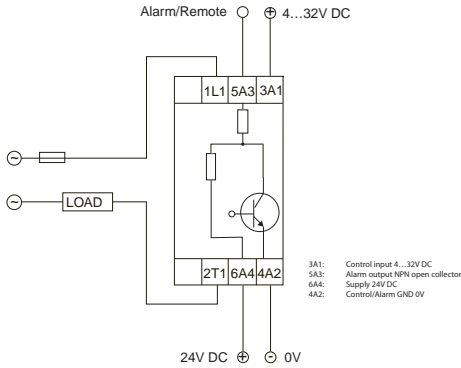 Alarm/Remote
4...32V DC
1L1 5A3 3A1
~
~
LOAD
2T1 6A4 4A2
3A1: Control input 4...32V DC
5A3: Alarm output NPN open collector
6A4: Supply 24V DC
4A2: Control/Alarm GND 0V
24V DC
0V